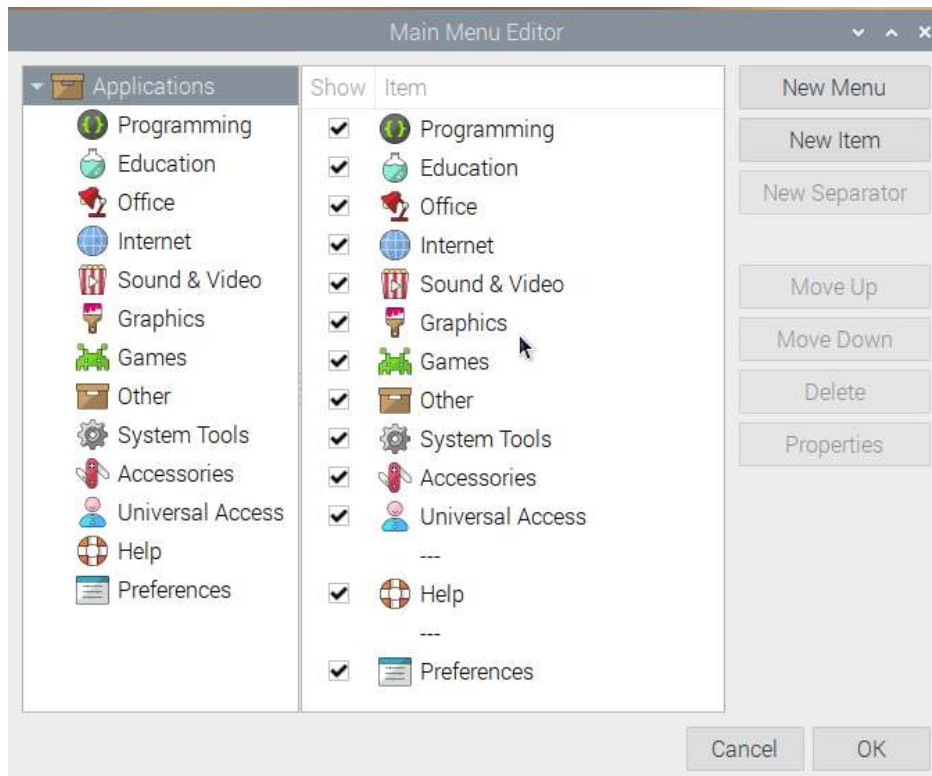 Main Menu Editor
Applications
Programming
Education
Office
Internet
Sound & Video
Graphics
Games
Other
System Tools
Accessories
Universal Access
Help
Preferences
Show Item
Programming
Education
Office
Internet
Sound & Video
Graphics
Games
Other
System Tools
Accessories
Universal Access
---
Help
---
Preferences
New Menu
New Item
New Separator
Move Up
Move Down
Delete
Properties
Cancel
OK